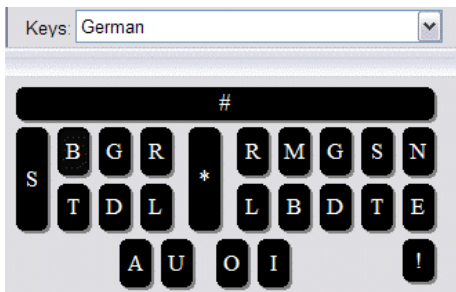 Keys: German
#
S B G R * R M G S N
T D L L B D T E
A U O I !